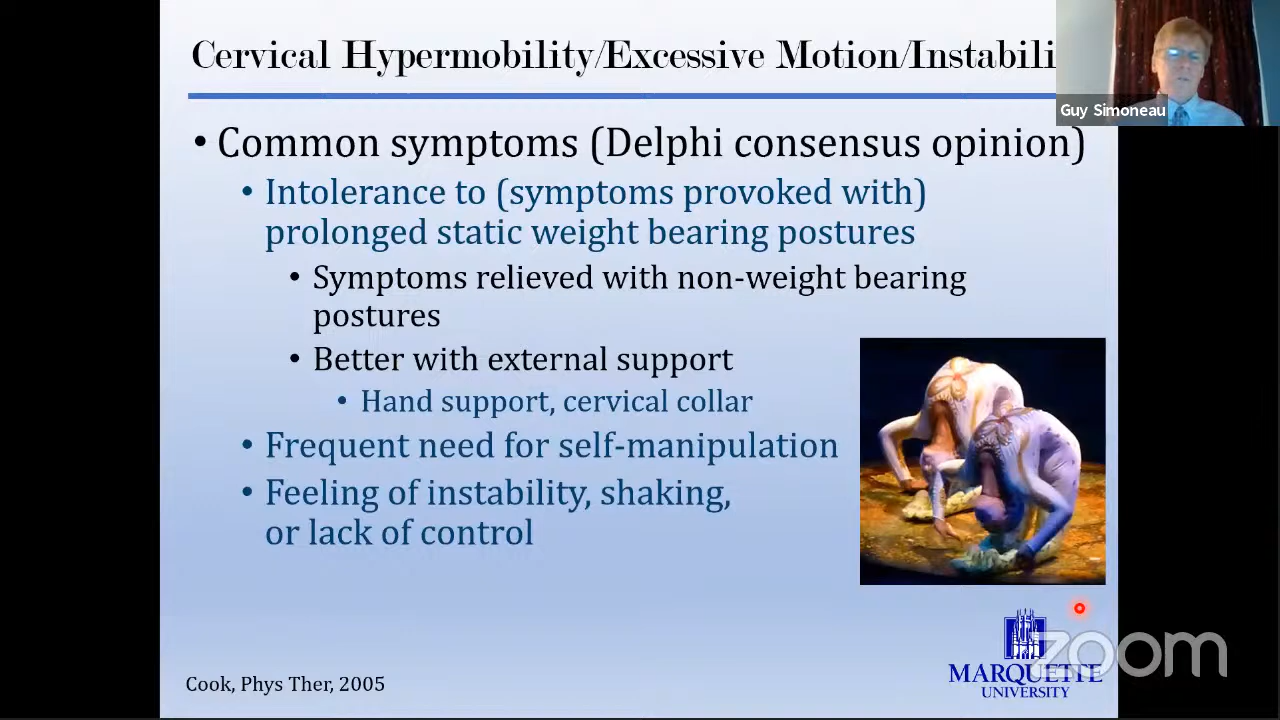 Cervical Hypermobility/Excessive Motion/Instabili
Guy Simoneau
• Common symptoms (Delphi consensus opinion)
• Intolerance to (symptoms provoked with)
prolonged static weight bearing postures
• Symptoms relieved with non-weight bearing
postures
• Better with external support
• Hand support, cervical collar
• Frequent need for self-manipulation
• Feeling of instability, shaking,
or lack of control
zoom
MARQUETTE
UNIVERSITY
Cook, Phys Ther, 2005